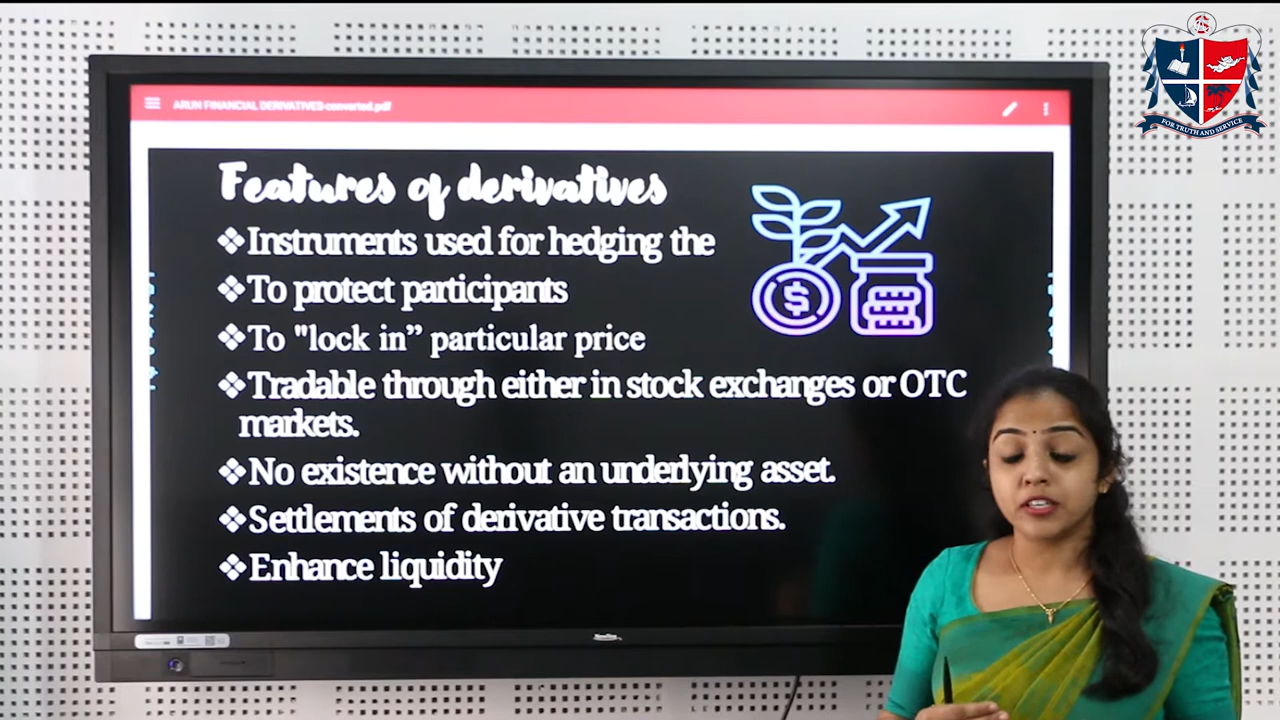 ARUN FINANCIAL DERIVATIVES-converted.pdf
Features of derivatives
❖Instruments used for hedging the
❖To protect participants
❖To "lock in” particular price
❖Tradable through either in stock exchanges or OTC
markets.
❖No existence without an underlying asset.
❖Settlements of derivative transactions.
❖Enhance liquidity
FOR TRUTH AND SERVICE